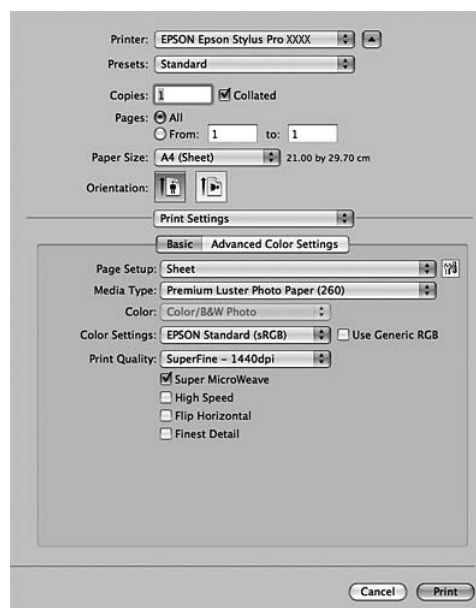 Printer: EPSON Epson Stylus Pro XXXX
Presets: Standard
Copies: 1 Collated
Pages: All
From: 1 to: 1
Paper Size: A4 (Sheet) 21.00 by 29.70 cm
Orientation:
Print Settings
Basic Advanced Color Settings
Page Setup: Sheet
Media Type: Premium Luster Photo Paper (260)
Color: Color/B&W Photo
Color Settings: EPSON Standard (sRGB) Use Generic RGB
Print Quality: SuperFine - 1440dpi
Super MicroWeave
High Speed
Flip Horizontal
Finest Detail
Cancel Print